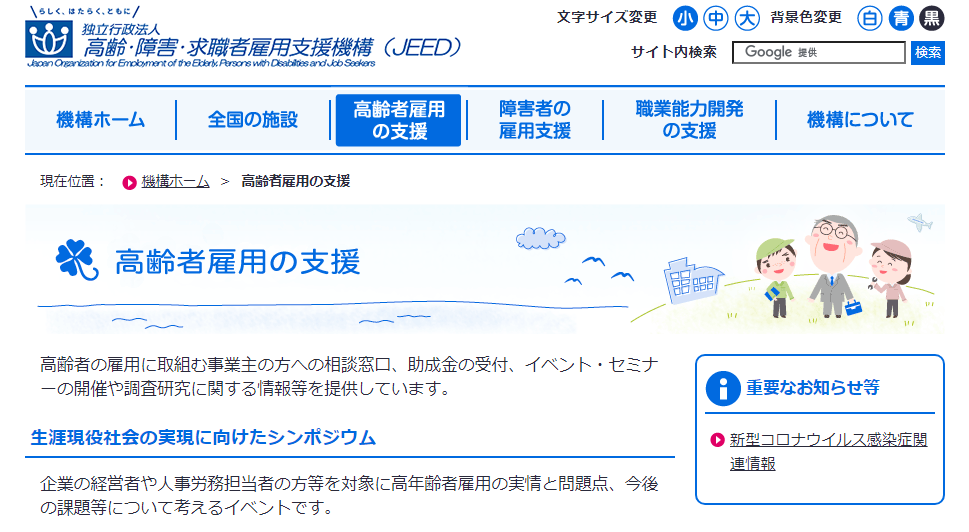 らしく、はたらく、ともに
独立行政法人
高齢・障害・求職者雇用支援機構（JEED）
Japan Organization for Employment of the Elderly, Persons with Disabilities and Job Seekers
文字サイズ変更 小 中 大 背景色変更 白 青 黒
サイト内検索 Google 提供 検索
機構ホーム
全国の施設
高齢者雇用
の支援
障害者の
雇用支援
職業能力開発
の支援
機構について
現在位置： 機構ホーム > 高齢者雇用の支援
高齢者雇用の支援
高齢者の雇用に取組む事業主の方への相談窓口、助成金の受付、イベント・セミナ
ーの開催や調査研究に関する情報等を提供しています。
生涯現役社会の実現に向けたシンポジウム
企業の経営者や人事労務担当者の方等を対象に高年齢者雇用の実情と問題点、今後
の課題等について考えるイベントです。
重要なお知らせ等
新型コロナウイルス感染症関
連情報